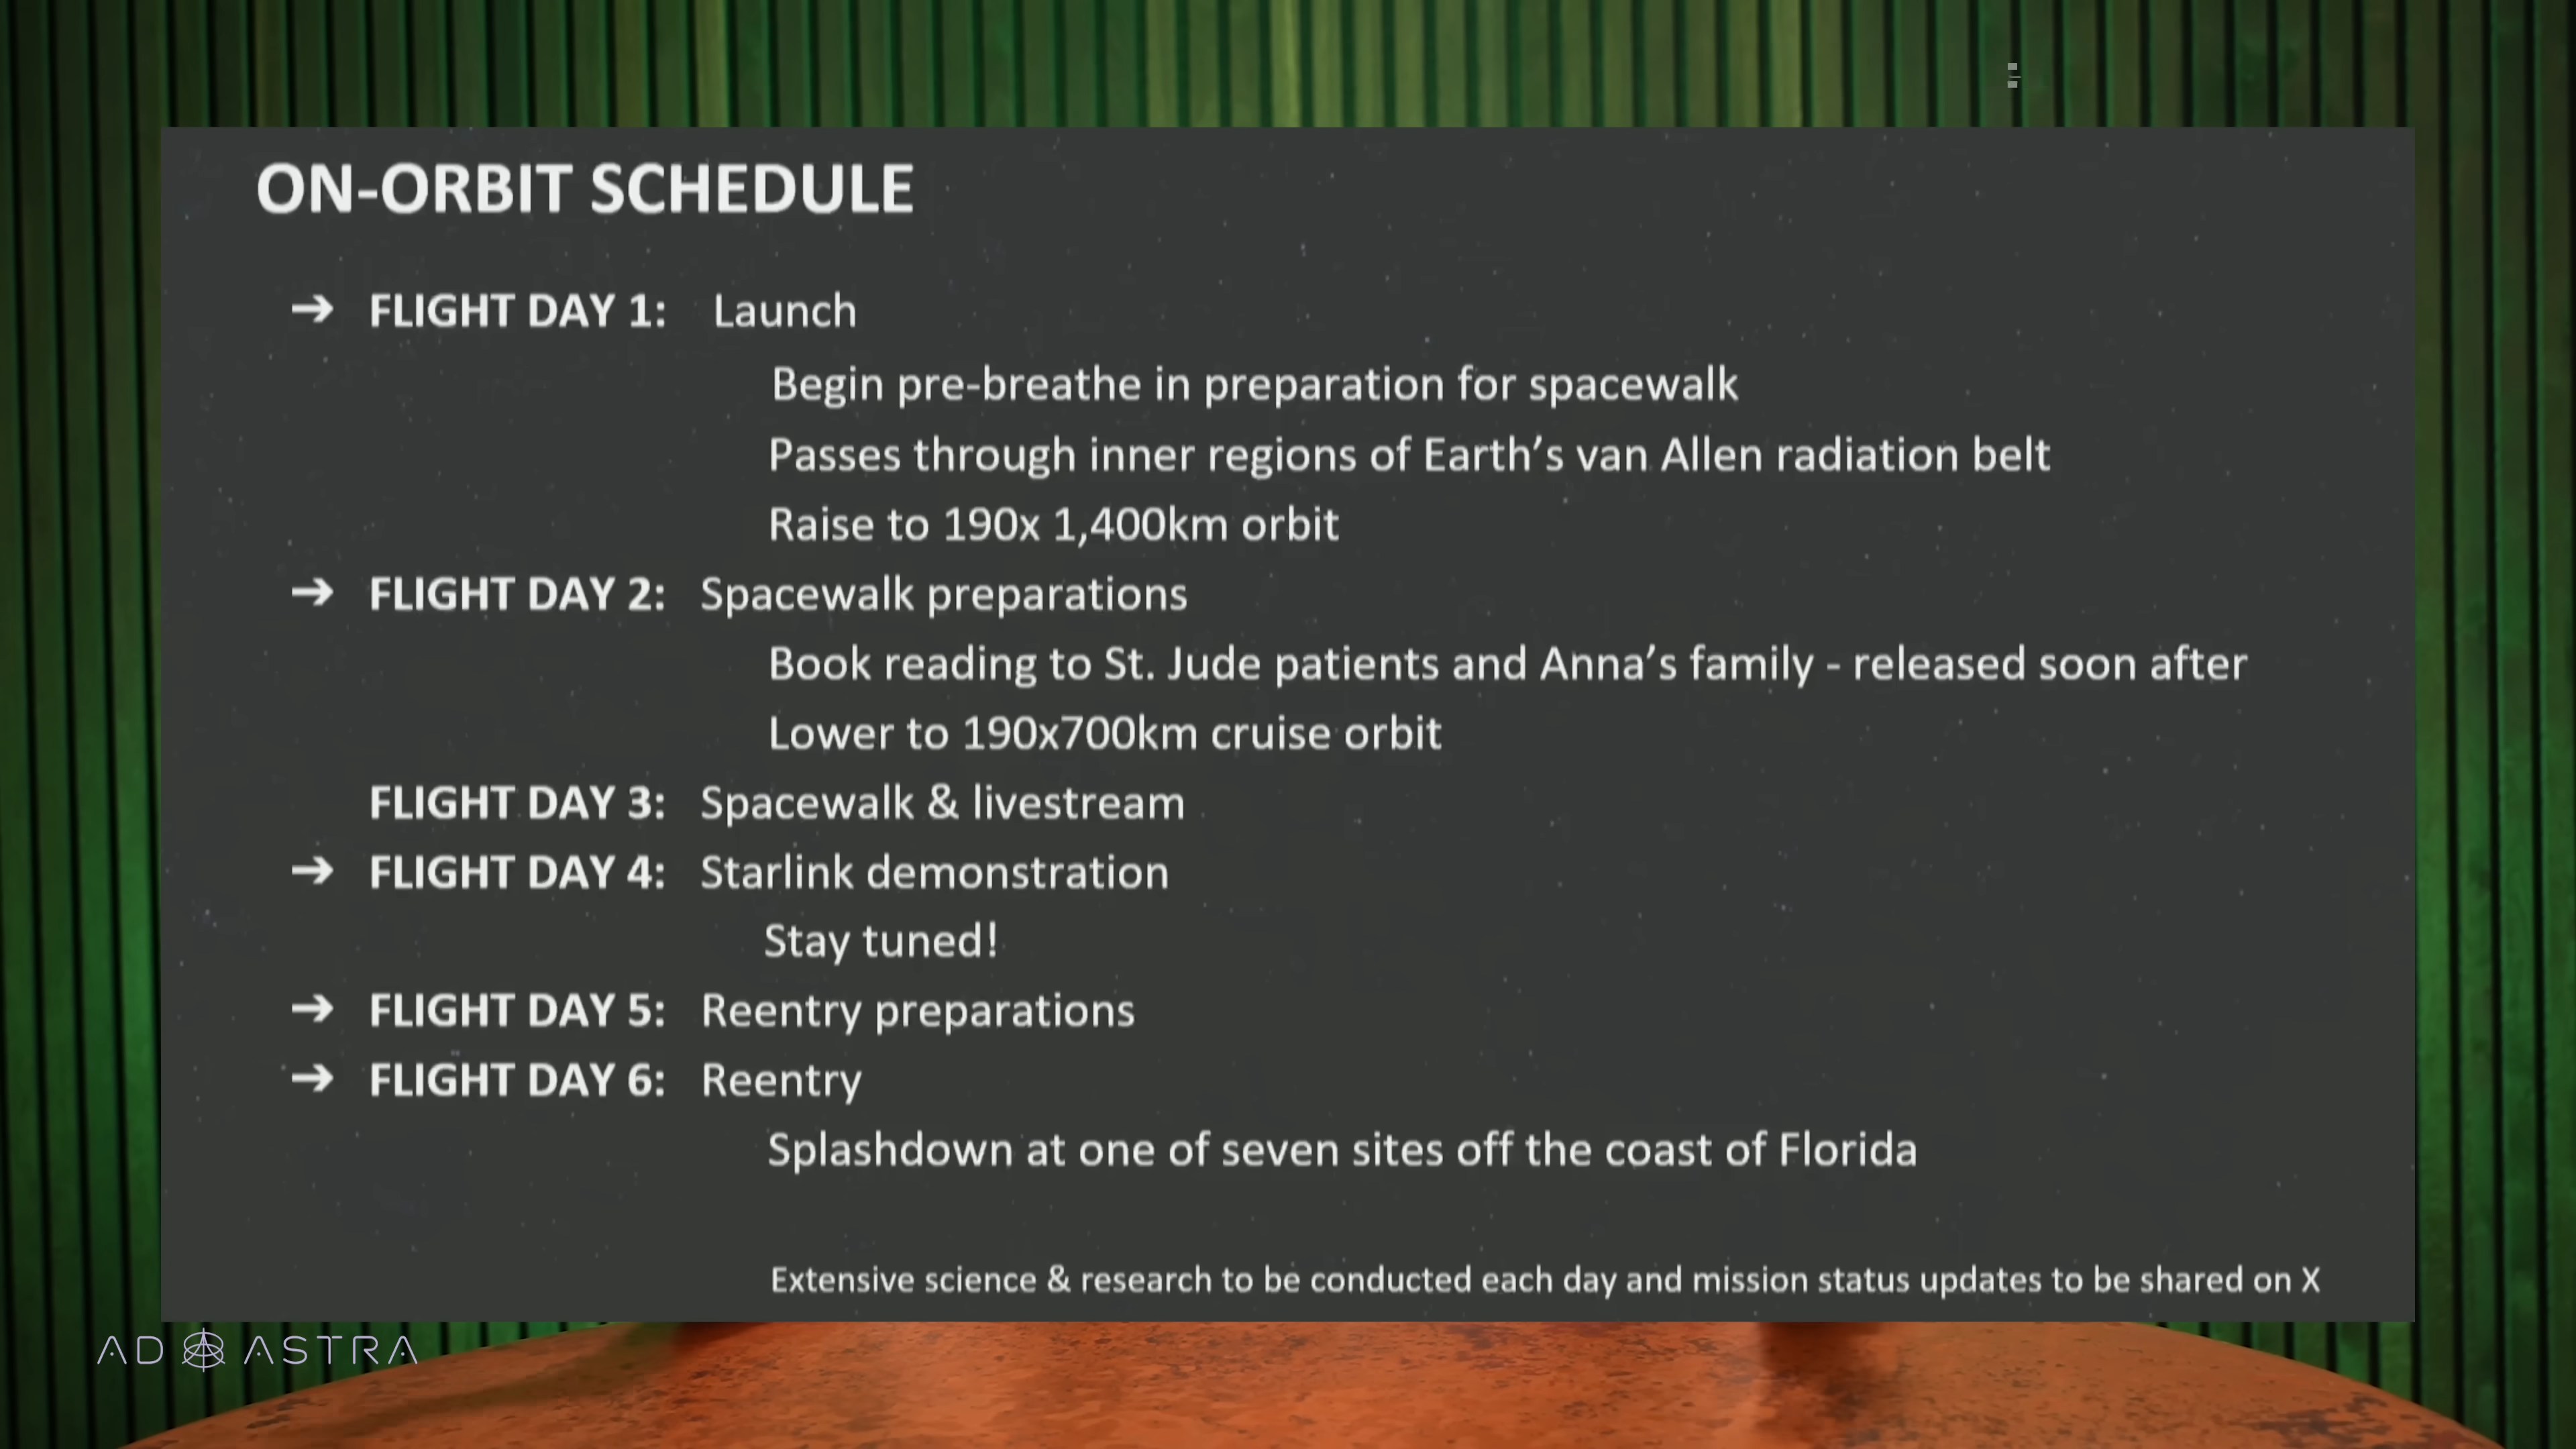 ON-ORBIT SCHEDULE
→ FLIGHT DAY 1: Launch
Begin pre-breathe in preparation for spacewalk
Passes through inner regions of Earth's van Allen radiation belt
Raise to 190x 1,400km orbit
→ FLIGHT DAY 2: Spacewalk preparations
Book reading to St. Jude patients and Anna's family - released soon after
Lower to 190x700km cruise orbit
FLIGHT DAY 3: Spacewalk & livestream
→ FLIGHT DAY 4: Starlink demonstration
Stay tuned!
→ FLIGHT DAY 5: Reentry preparations
→ FLIGHT DAY 6: Reentry
Splashdown at one of seven sites off the coast of Florida
Extensive science & research to be conducted each day and mission status updates to be shared on X
AD ASTRA